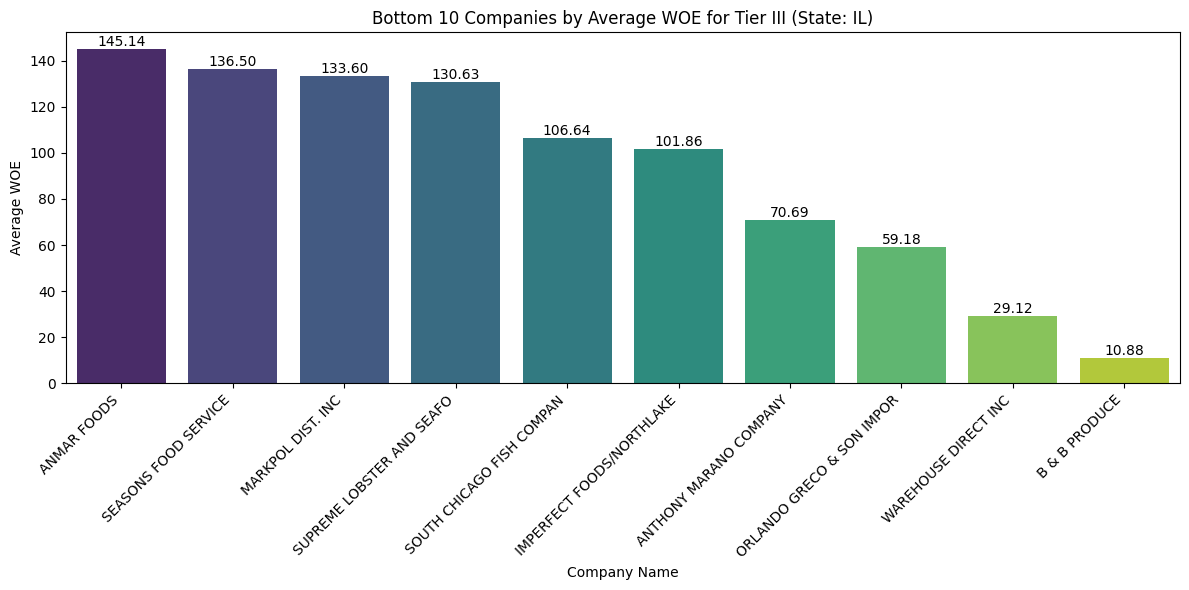 Bottom 10 Companies by Average WOE for Tier III (State: IL)
Average WOE
140
120
100
80
60
40
20
0
145.14
136.50
133.60
130.63
106.64
101.86
70.69
59.18
29.12
10.88
ANMAR FOODS
SEASONS FOOD SERVICE
MARKPOL DIST. INC
SUPREME LOBSTER AND SEAFO
SOUTH CHICAGO FISH COMPAN
IMPERFECT FOODS/NORTHLAKE
ANTHONY MARANO COMPANY
ORLANDO GRECO & SON IMPOR
WAREHOUSE DIRECT INC
B & B PRODUCE
Company Name